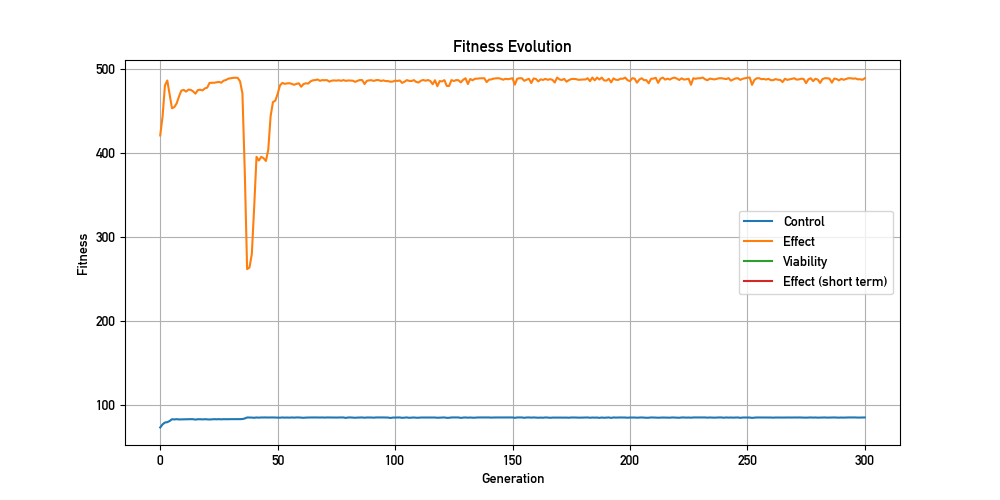 Fitness Evolution
500
400
300
200
100
Fitness
Control
Effect
Viability
Effect (short term)
0
50
100
150
200
250
300
Generation